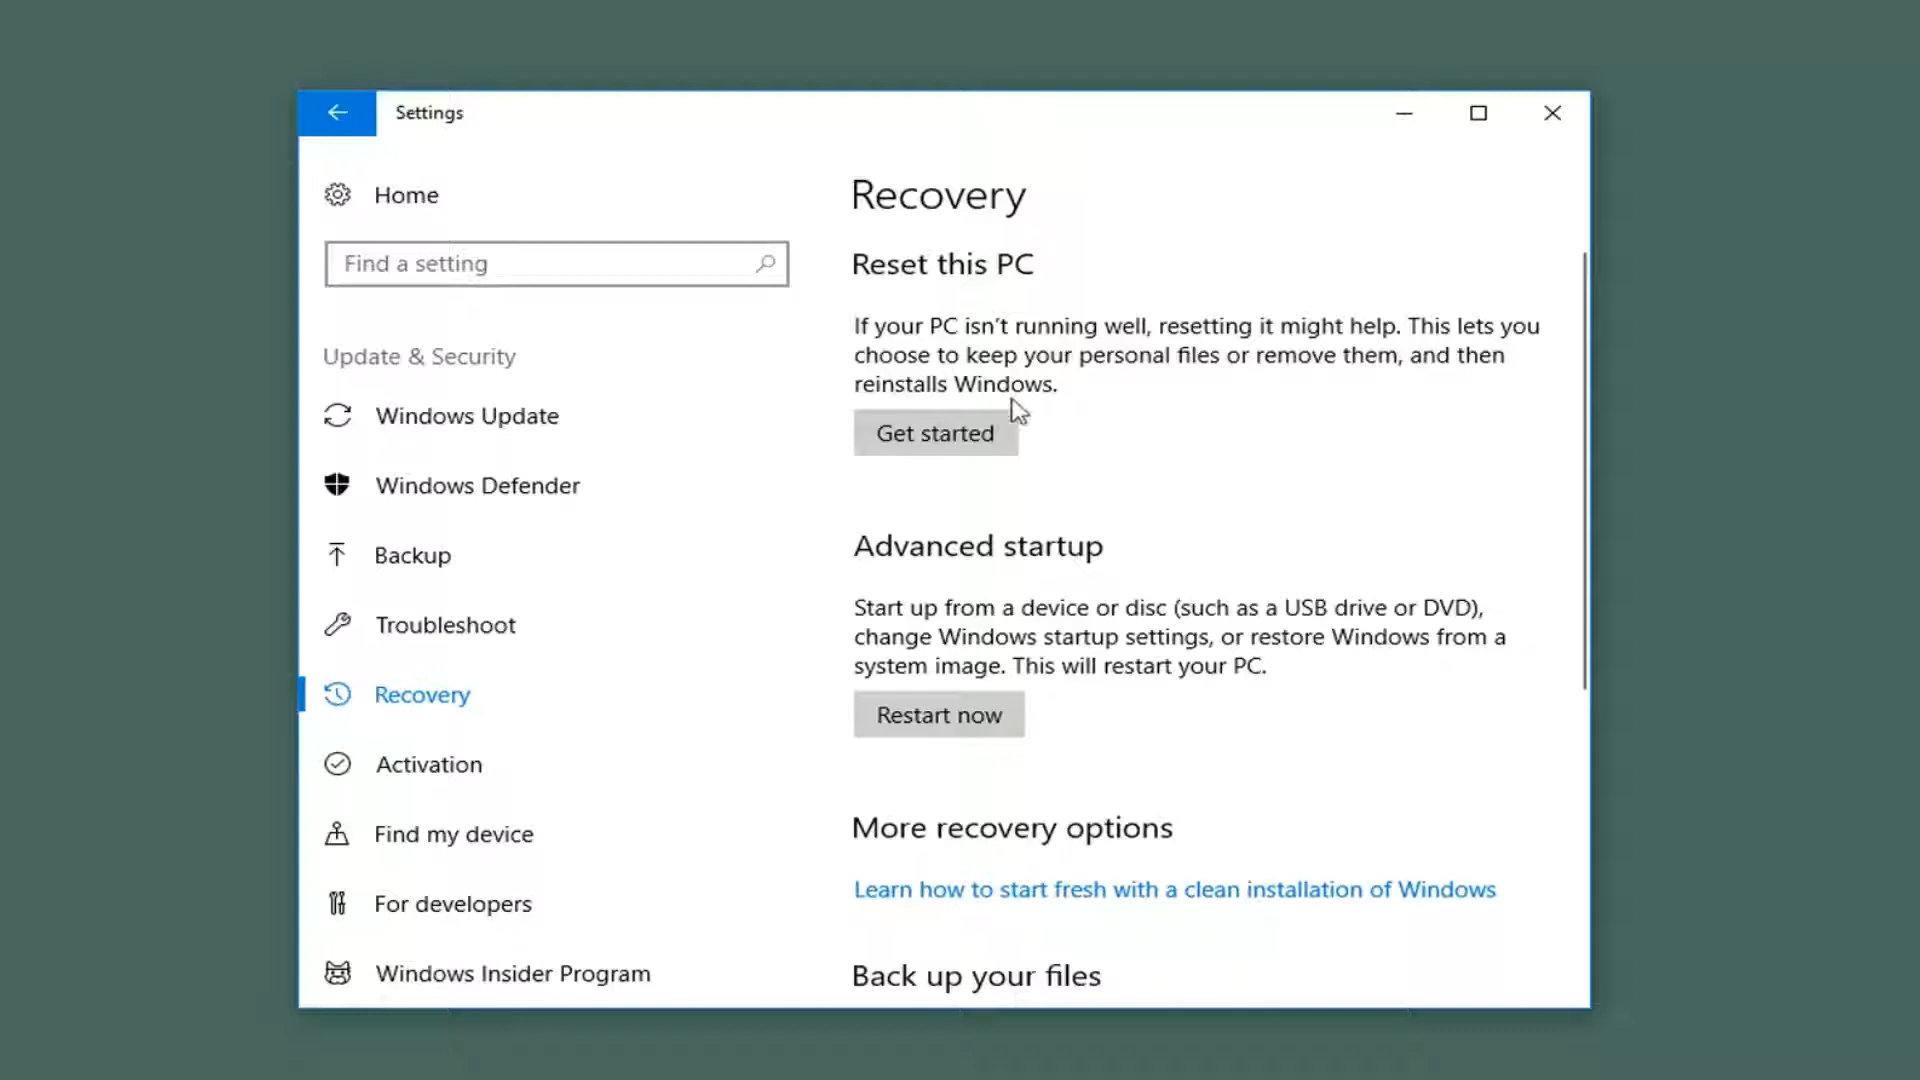 Settings
Home
Find a setting
Update & Security
Windows Update
Windows Defender
Backup
Troubleshoot
Recovery
Activation
Find my device
For developers
Windows Insider Program
Recovery
Reset this PC
If your PC isn't running well, resetting it might help. This lets you
choose to keep your personal files or remove them, and then
reinstalls Windows.
Get started
Advanced startup
Start up from a device or disc (such as a USB drive or DVD),
change Windows startup settings, or restore Windows from a
system image. This will restart your PC.
Restart now
More recovery options
Learn how to start fresh with a clean installation of Windows
Back up your files